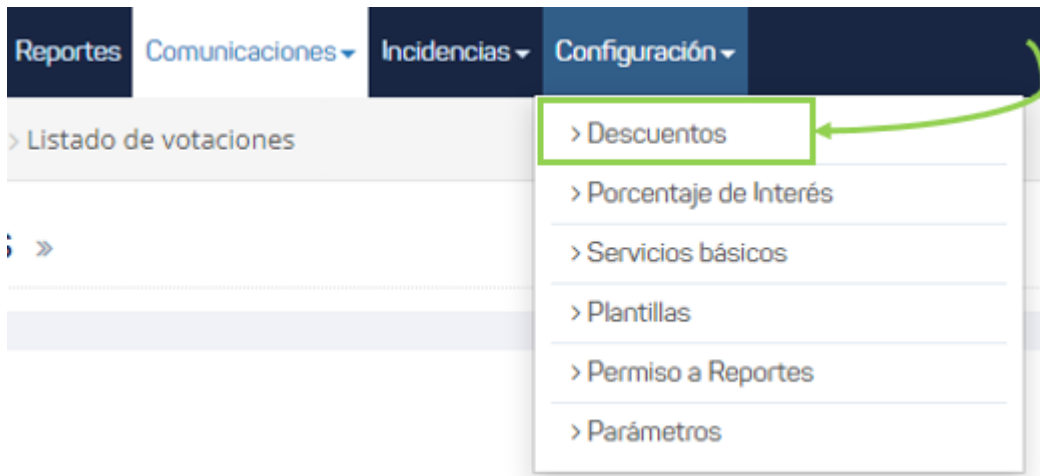 Reportes Comunicaciones Incidencias Configuración
> Listado de votaciones
> Descuentos
> Porcentaje de Interés
s »
> Servicios básicos
> Plantillas
> Permiso a Reportes
> Parámetros